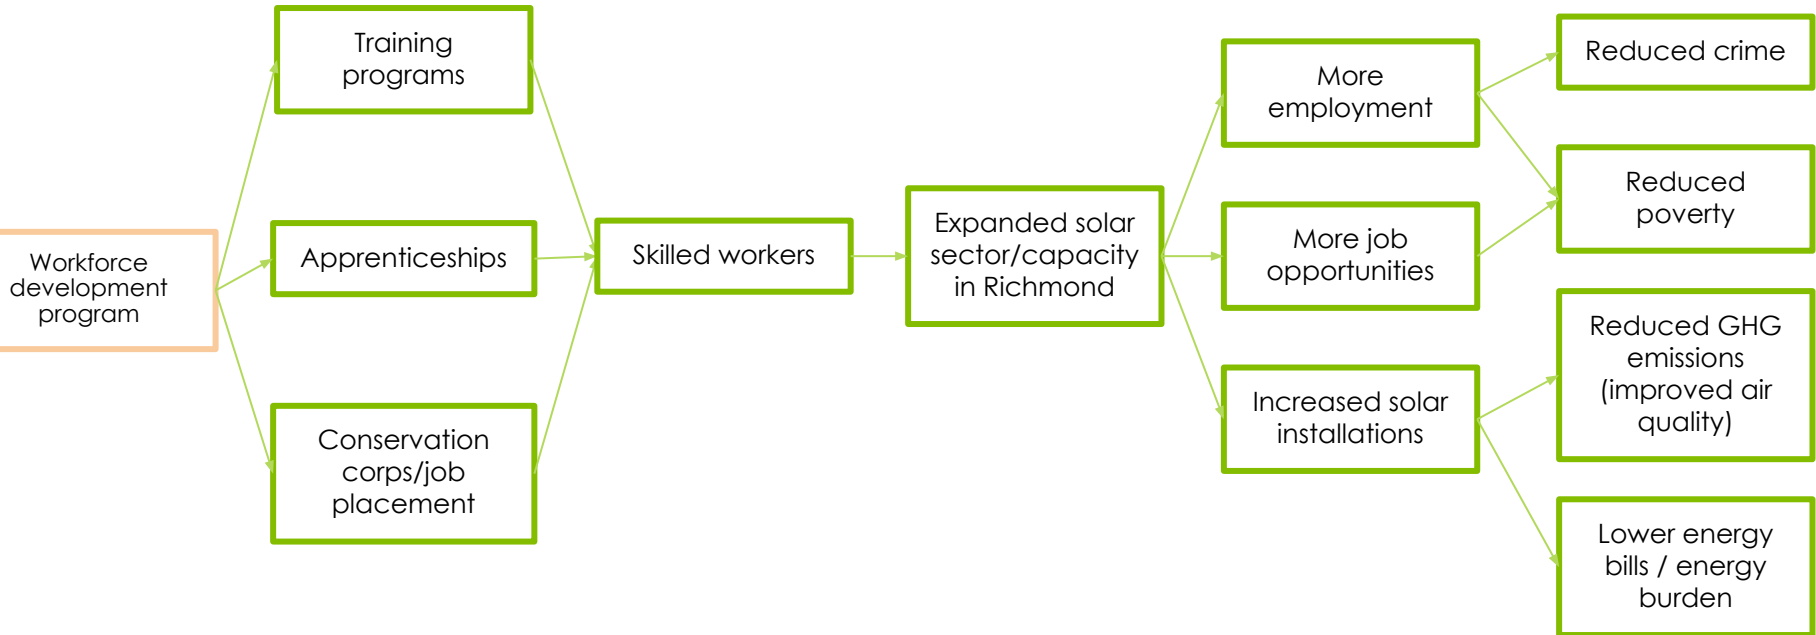 Workforce
development
program
Training
programs
Apprenticeships
Conservation
corps/job
placement
Skilled workers
Expanded solar
sector/capacity
in Richmond
More
employment
More job
opportunities
Increased solar
installations
Reduced crime
Reduced
poverty
Reduced GHG
emissions
(improved air
quality)
Lower energy
bills / energy
burden